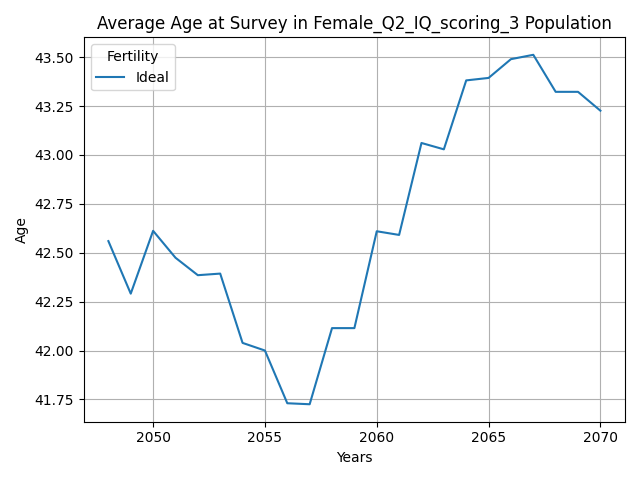 Average Age at Survey in Female_Q2_IQ_scoring_3 Population
Fertility
Ideal
Age
43.50
43.25
43.00
42.75
42.50
42.25
42.00
41.75
2050 2055 2060 2065 2070
Years